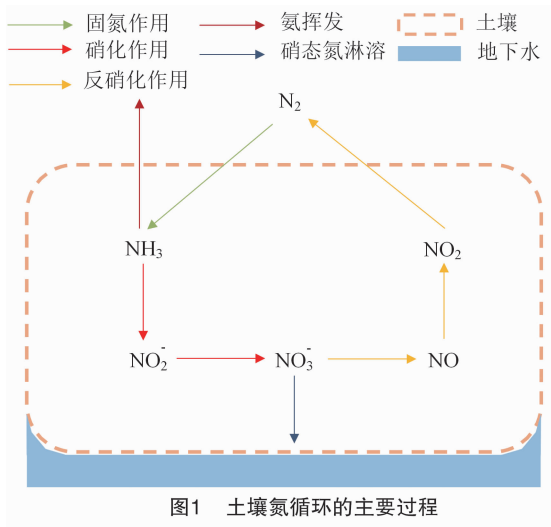 固氮作用 氨挥发 土壤
硝化作用 硝态氮淋溶 地下水
反硝化作用
N₂
NH₃ NO₂
NO₂⁻ NO₃⁻ NO
图1 土壤氮循环的主要过程